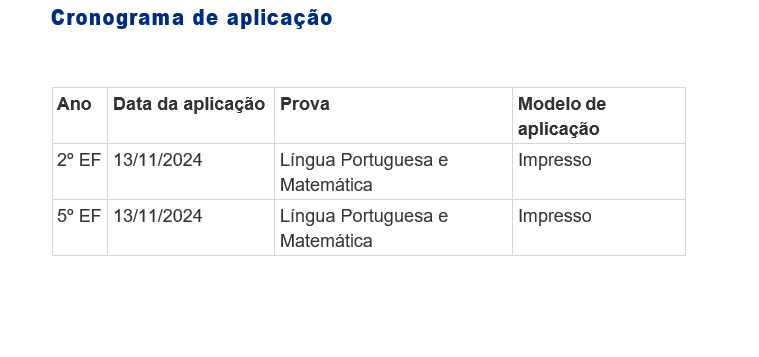 Cronograma de aplicação
Ano Data da aplicação Prova Modelo de
aplicação
2º EF 13/11/2024 Língua Portuguesa e Impresso
Matemática
5º EF 13/11/2024 Língua Portuguesa e Impresso
Matemática